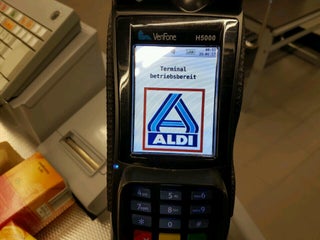 VeriFone
H5000
Terminal
betriebsbereit
ALDI